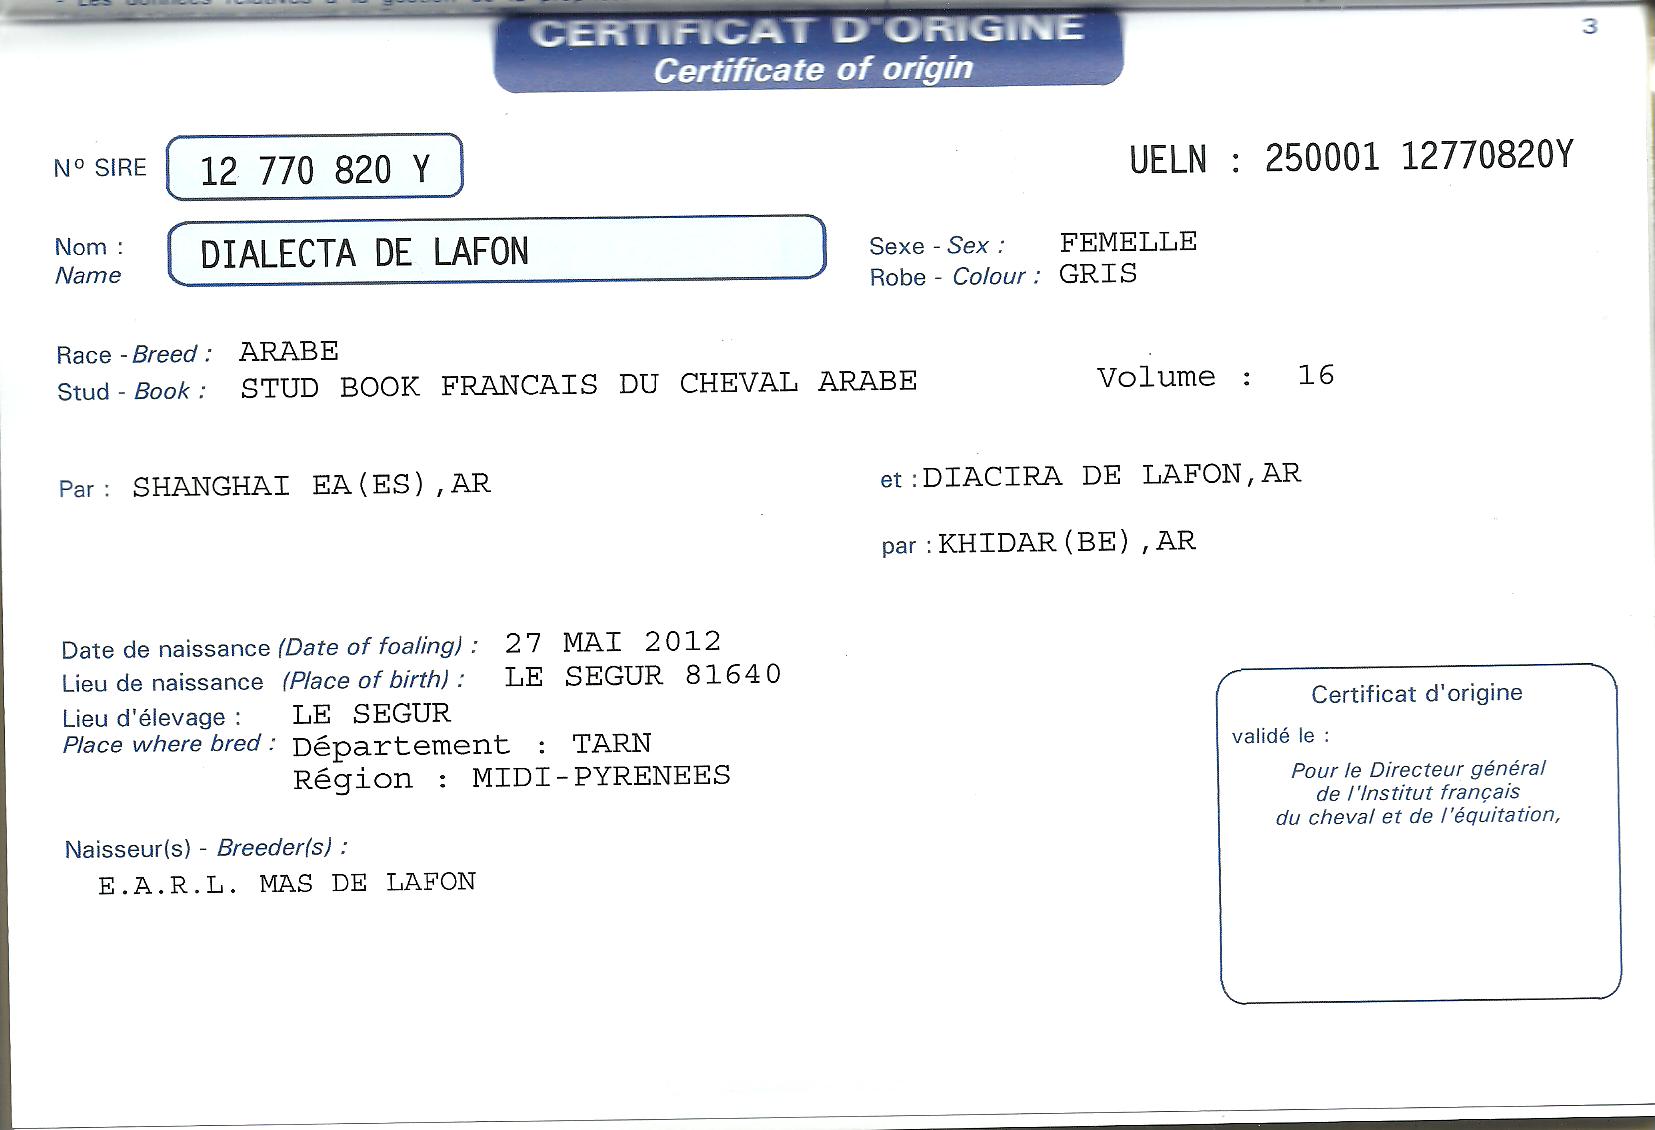 CERTIFICAT D'ORIGINE
Certificate of origin
3
Nº SIRE 12 770 820 Y
UELN : 250001 12770820Y
Nom : DIALECTA DE LAFON
Name
Sexe - Sex : FEMELLE
Robe - Colour : GRIS
Race - Breed : ARABE
Stud - Book : STUD BOOK FRANCAIS DU CHEVAL ARABE Volume : 16
Par : SHANGHAI EA(ES),AR
et : DIACIRA DE LAFON,AR
par : KHIDAR(BE),AR
Date de naissance (Date of foaling) : 27 MAI 2012
Lieu de naissance (Place of birth) : LE SEGUR 81640
Lieu d'élevage : LE SEGUR
Place where bred : Département : TARN
Région : MIDI-PYRENEES
Naisseur(s) - Breeder(s) :
E.A.R.L. MAS DE LAFON
Certificat d'origine
validé le :
Pour le Directeur général
de l'Institut français
du cheval et de l'équitation,